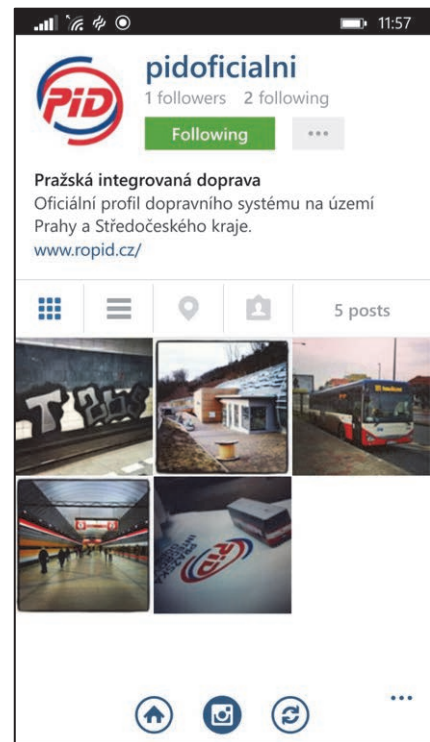 11:57
PID
pidoficialni
1 followers 2 following
Following
Pražská integrovaná doprava
Oficiální profil dopravního systému na území
Prahy a Středočeského kraje.
www.ropid.cz/
5 posts
PID